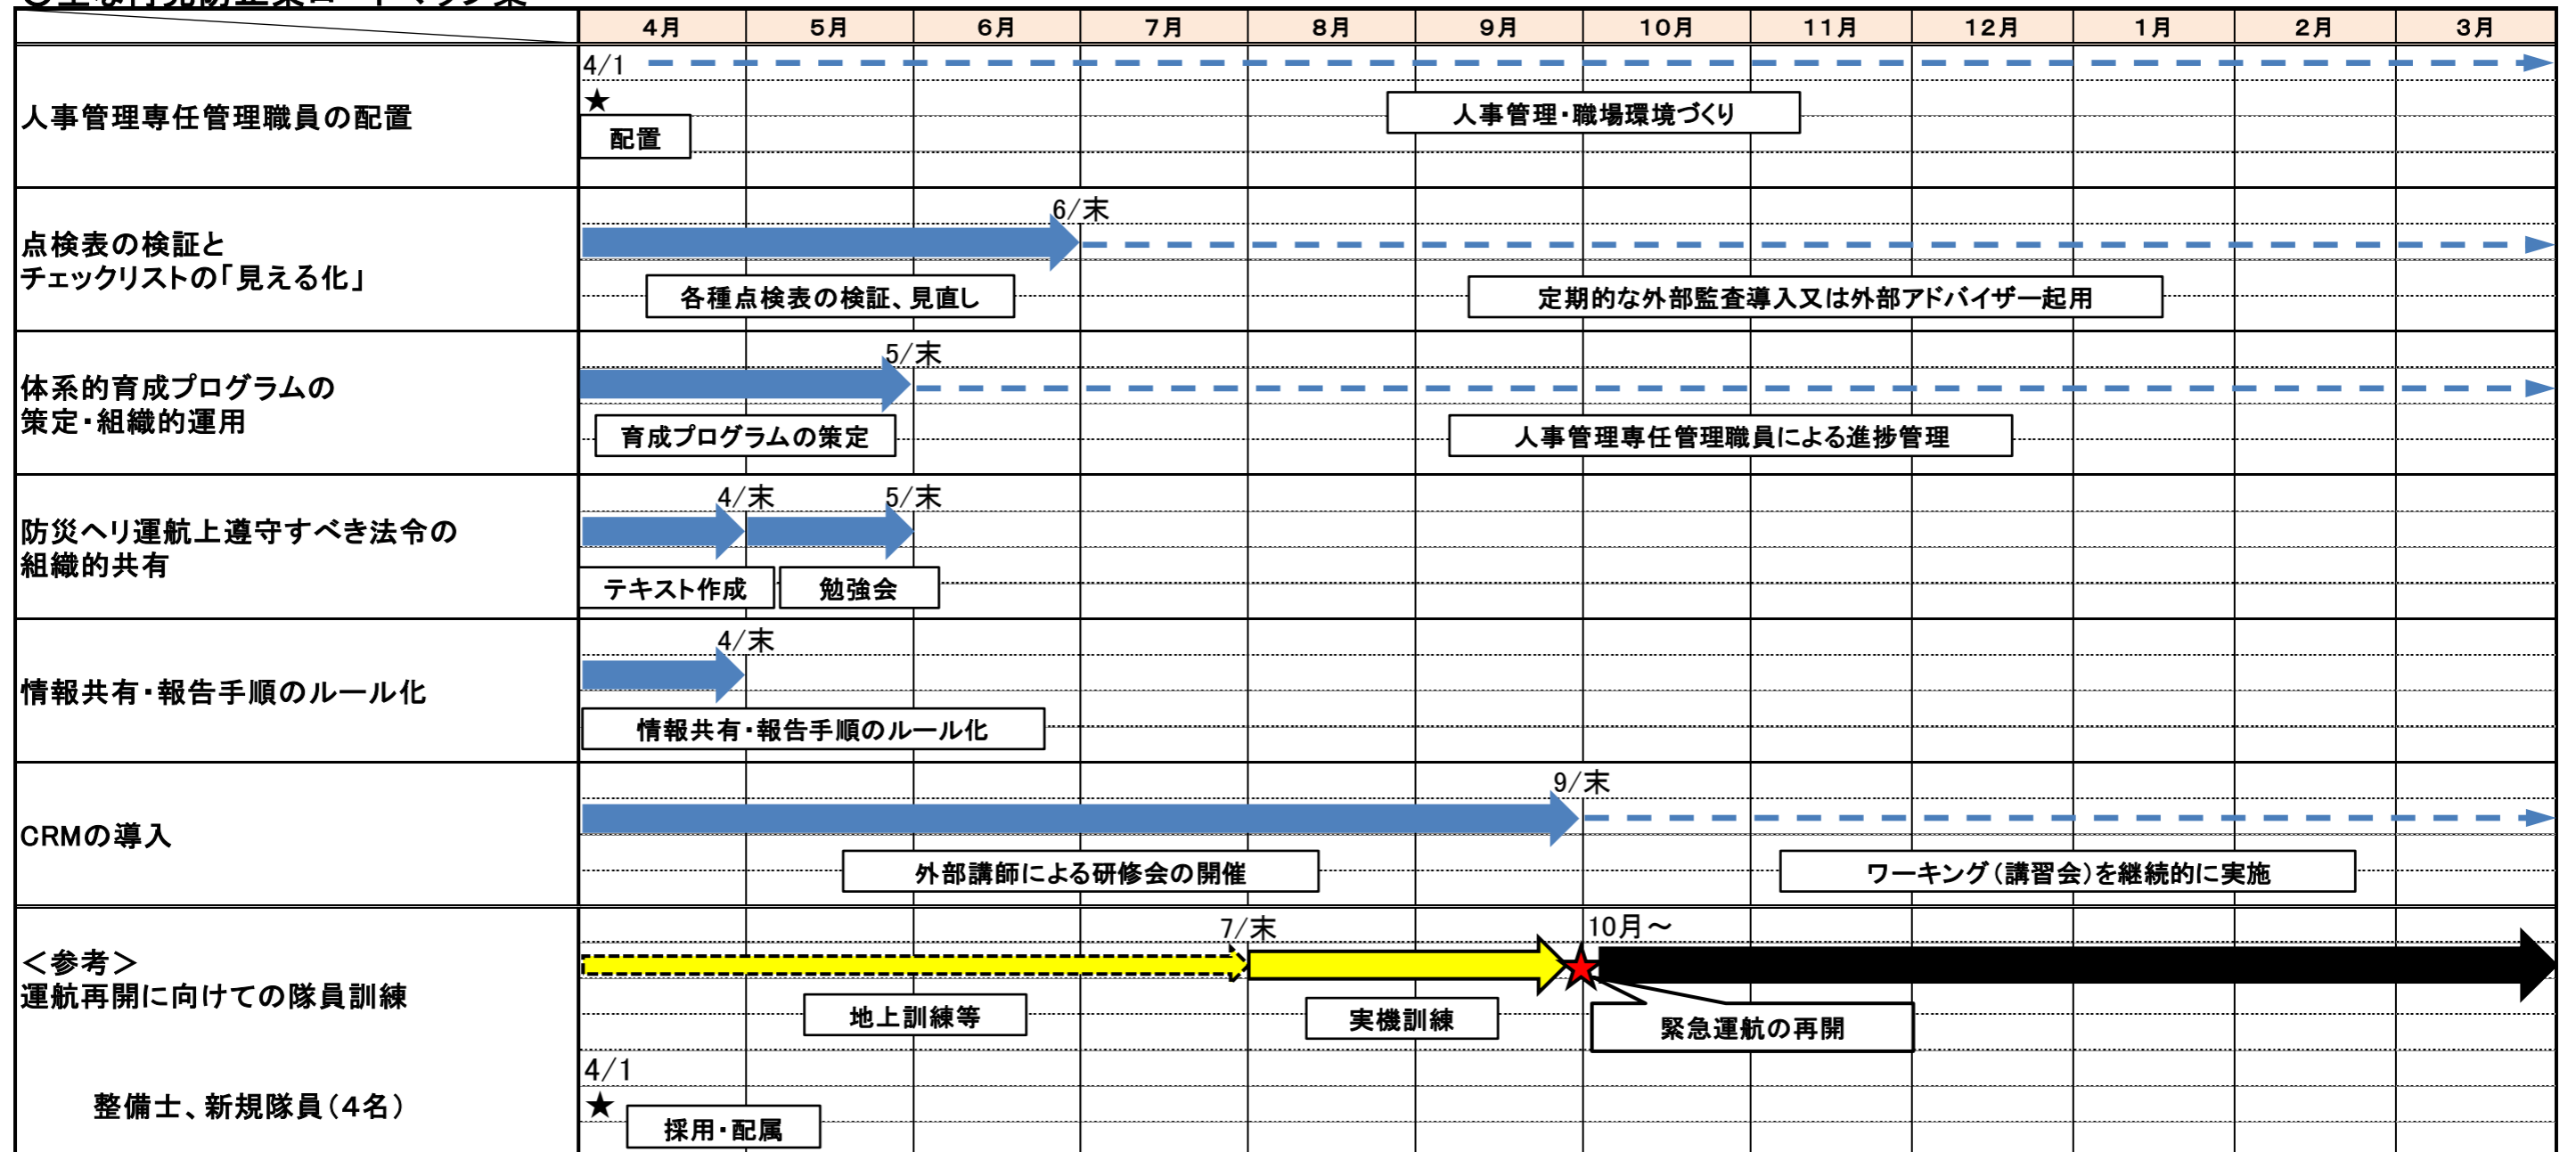 4月 5月 6月 7月 8月 9月 10月 11月 12月 1月 2月 3月
人事管理専任管理職員の配置
4/1
★
配置
人事管理・職場環境づくり
点検表の検証と
チェックリストの「見える化」
6/末
各種点検表の検証、見直し
定期的な外部監査導入又は外部アドバイザー起用
体系的育成プログラムの
策定・組織的運用
5/末
育成プログラムの策定
人事管理専任管理職員による進捗管理
防災ヘリ運航上遵守すべき法令の
組織的共有
4/末 5/末
テキスト作成 勉強会
情報共有・報告手順のルール化
4/末
情報共有・報告手順のルール化
CRMの導入
9/末
外部講師による研修会の開催
ワーキング(講習会)を継続的に実施
＜参考＞
運航再開に向けての隊員訓練
7/末 10月～
地上訓練等 実機訓練 緊急運航の再開
整備士、新規隊員(4名)
4/1
★
採用・配属